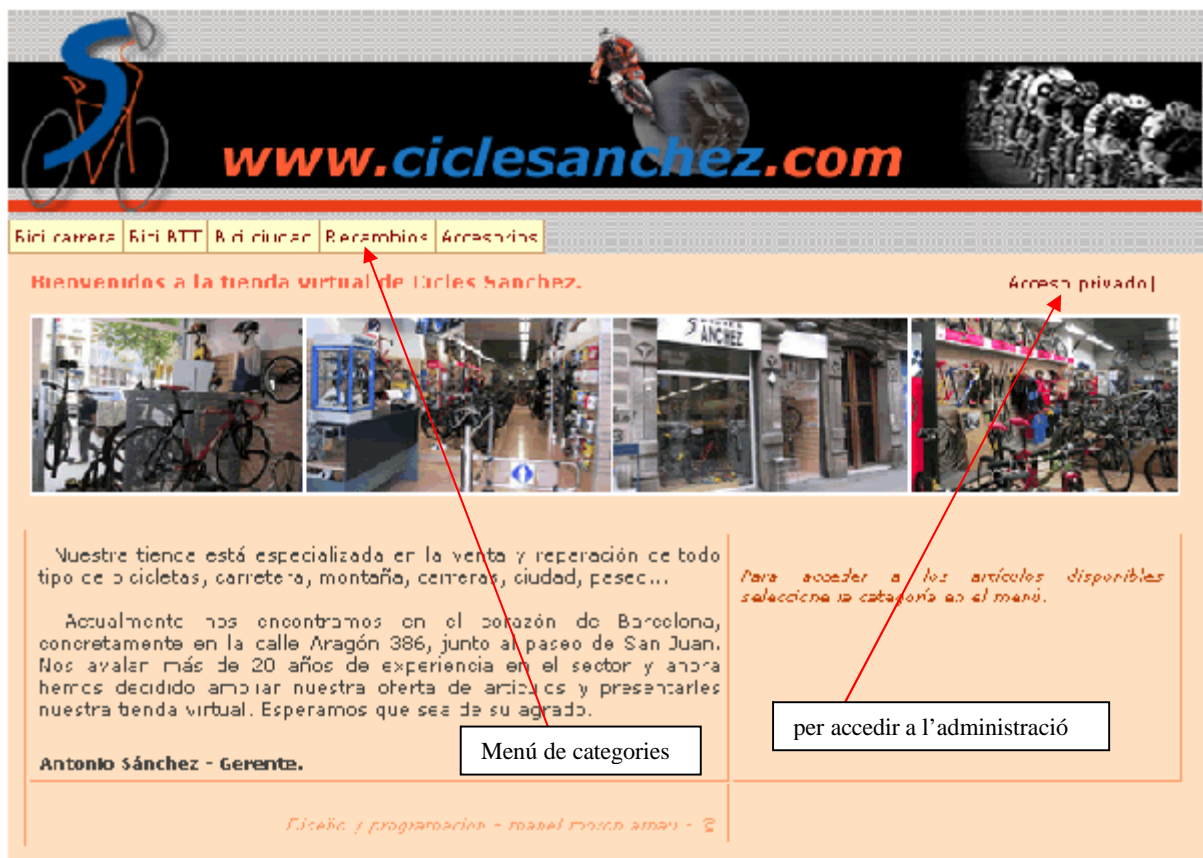 www.ciclesanchez.com
Bici carrera Bici BTT Bici ciudad Recambios Accesorios
Bienvenidos a la tienda virtual de Cicles Sanchez.
Acceso privado|
SANCHEZ
Nuestra tienda está especializada en la venta y reparación de todo
tipo de bicicletas, carretera, montaña, carreras, ciudad, paseo...
Actualmente nos encontramos en el corazón de Barcelona,
concretamente en la calle Aragón 386, junto al paseo de San Juan.
Nos avalan más de 20 años de experiencia en el sector y ahora
hemos decidido ampliar nuestra oferta de artículos y presentarles
nuestra tienda virtual. Esperamos que sea de su agrado.
Antonio Sánchez - Gerente.
Para acceder a los artículos disponibles
seleccione la categoría en el menú.
Menú de categories
per accedir a l'administració
Diseño y programacion - manel moron